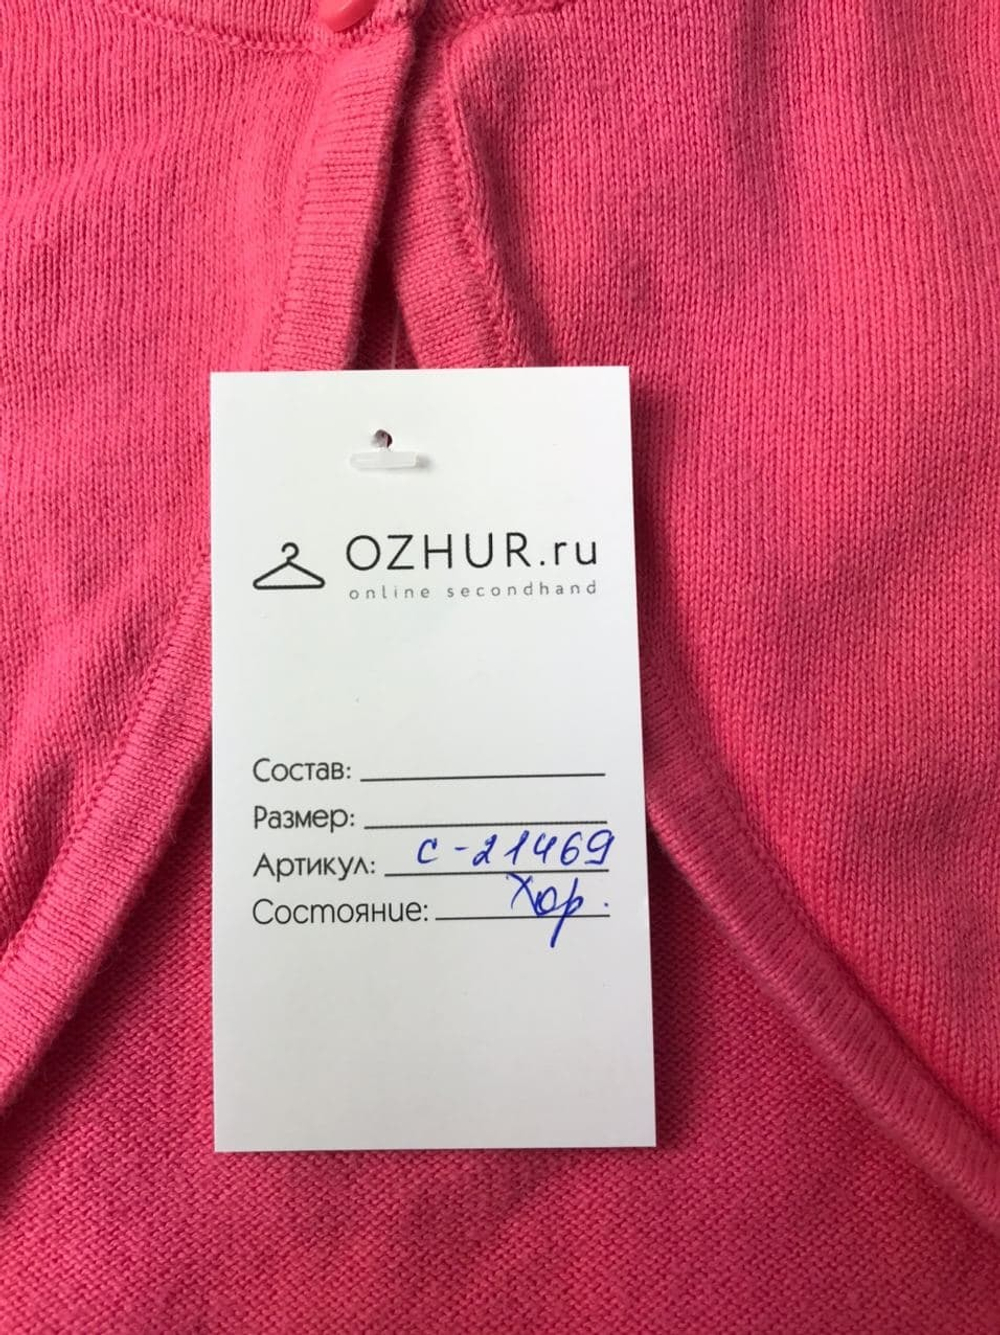 OZHUR.ru
online secondhand
Состав:
Размер:
Артикул: с-21469
Состояние: Хор.